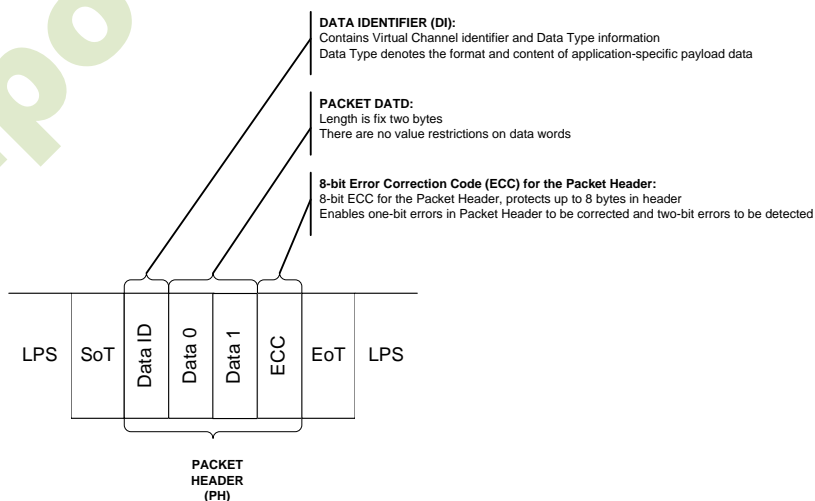 DATA IDENTIFIER (DI):
Contains Virtual Channel identifier and Data Type information
Data Type denotes the format and content of application-specific payload data
PACKET DATD:
Length is fix two bytes
There are no value restrictions on data words
8-bit Error Correction Code (ECC) for the Packet Header:
8-bit ECC for the Packet Header, protects up to 8 bytes in header
Enables one-bit errors in Packet Header to be corrected and two-bit errors to be detected
LPS
SoT
Data ID
Data 0
Data 1
ECC
EoT
LPS
PACKET
HEADER
(PH)
po